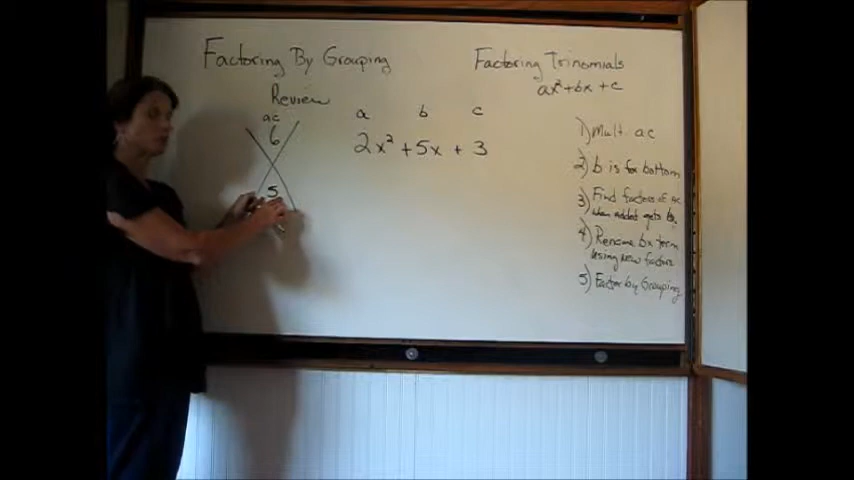 Factoring By Grouping
Review
ac
6
5
a b c
2x² + 5x + 3
Factoring Trinomials
ax² + bx + c
1) Mult. ac
2) b is for bottom
3) Find factors of ac
when added gets b.
4) Rename bx term
using new factors
5) Factor by Grouping